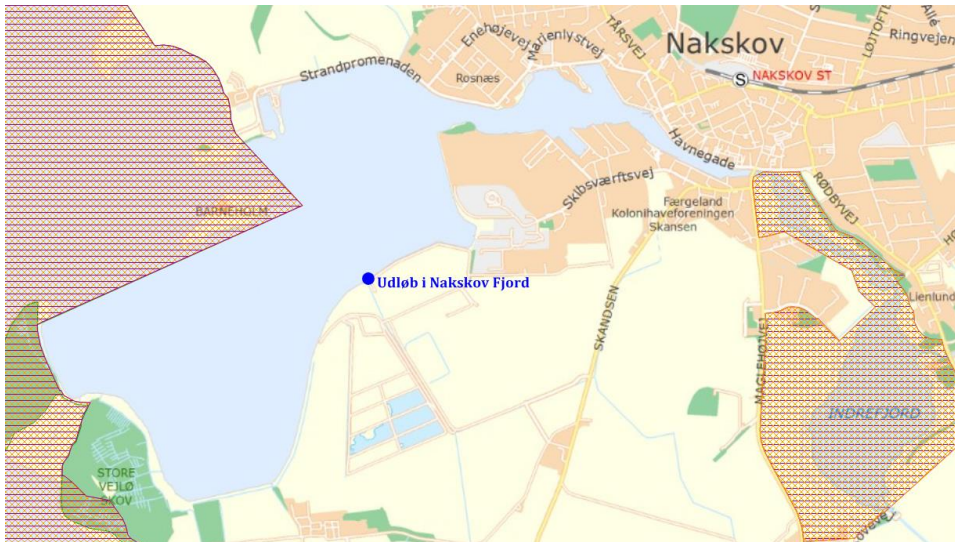 Nakskov
S
NAKSKOV ST
TÅRSVEJ
Enehøjevej
Marienlystvej
Allé
Ringvejen
Strandpromenaden
Rosnæs
Havnegade
Skibsværftsvej
RØDBYVEJ
Færgeland
Kolonihaveforeningen
Skansen
BARNEHOLM
Udløb i Nakskov Fjord
Lienlund
SKANDSEN
MAGLEHØJVEJ
INDREFJORD
STORE
VEJLØ
SKOV